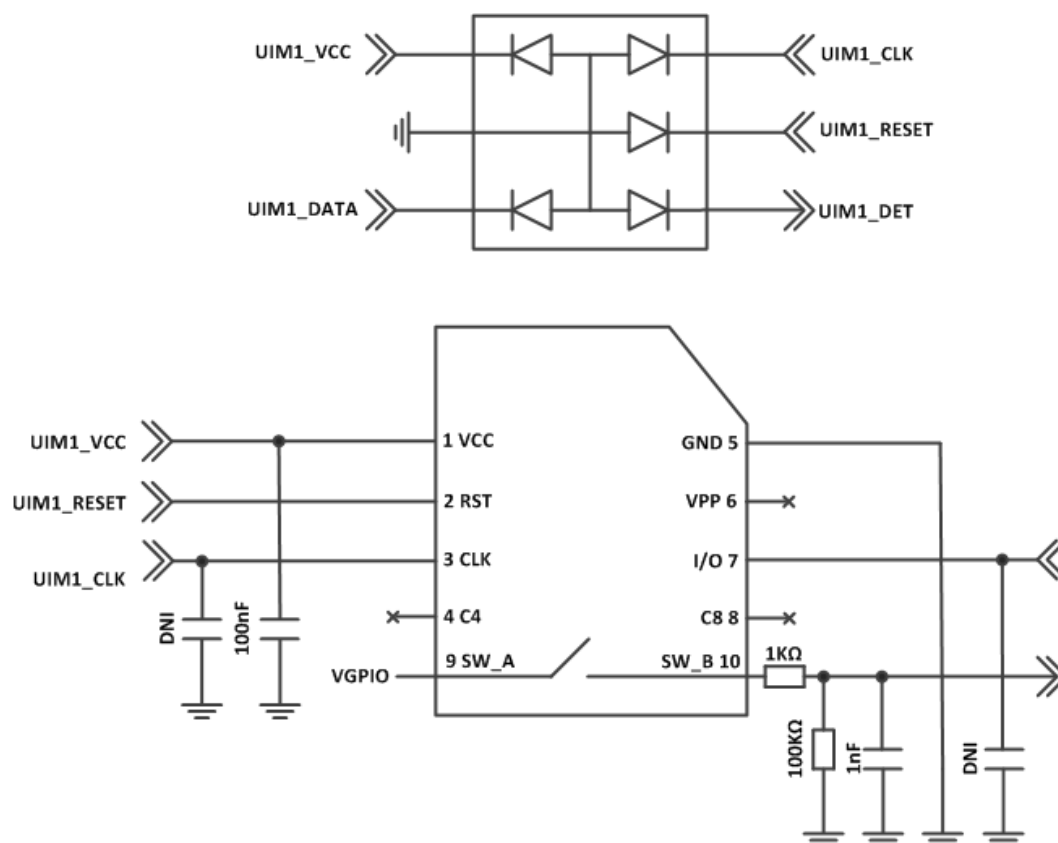 UIM1_VCC
UIM1_CLK
UIM1_RESET
UIM1_DATA
UIM1_DET
UIM1_VCC
1 VCC
GND 5
UIM1_RESET
2 RST
VPP 6
UIM1_CLK
3 CLK
I/O 7
DNI
100nF
4 C4
C8 8
VGPIO
9 SW_A
SW_B 10
1KΩ
100KΩ
1nF
DNI